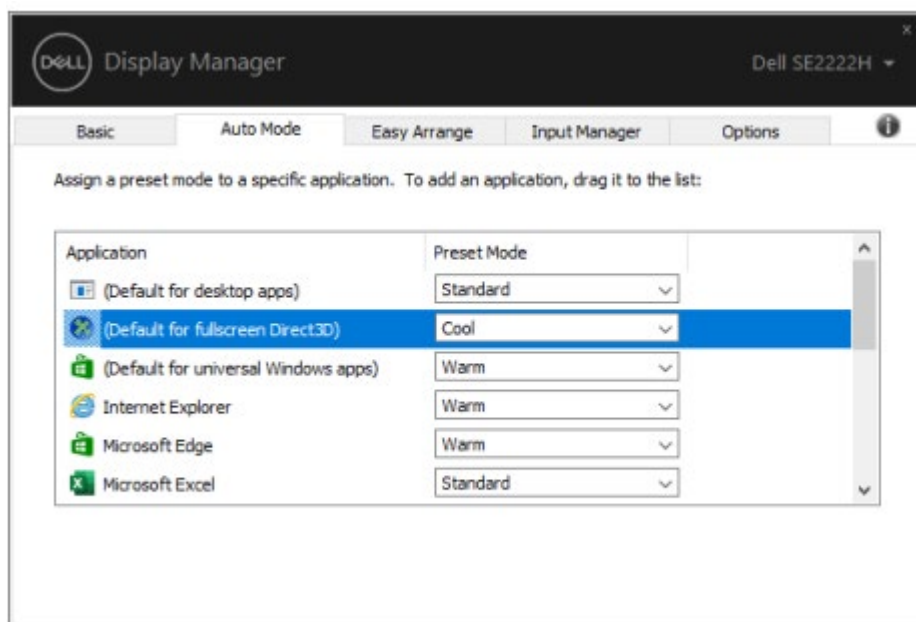 DELL Display Manager Dell SE2222H
x
Basic Auto Mode Easy Arrange Input Manager Options
Assign a preset mode to a specific application. To add an application, drag it to the list:
Application Preset Mode
(Default for desktop apps) Standard
(Default for fullscreen Direct3D) Cool
(Default for universal Windows apps) Warm
Internet Explorer Warm
Microsoft Edge Warm
Microsoft Excel Standard